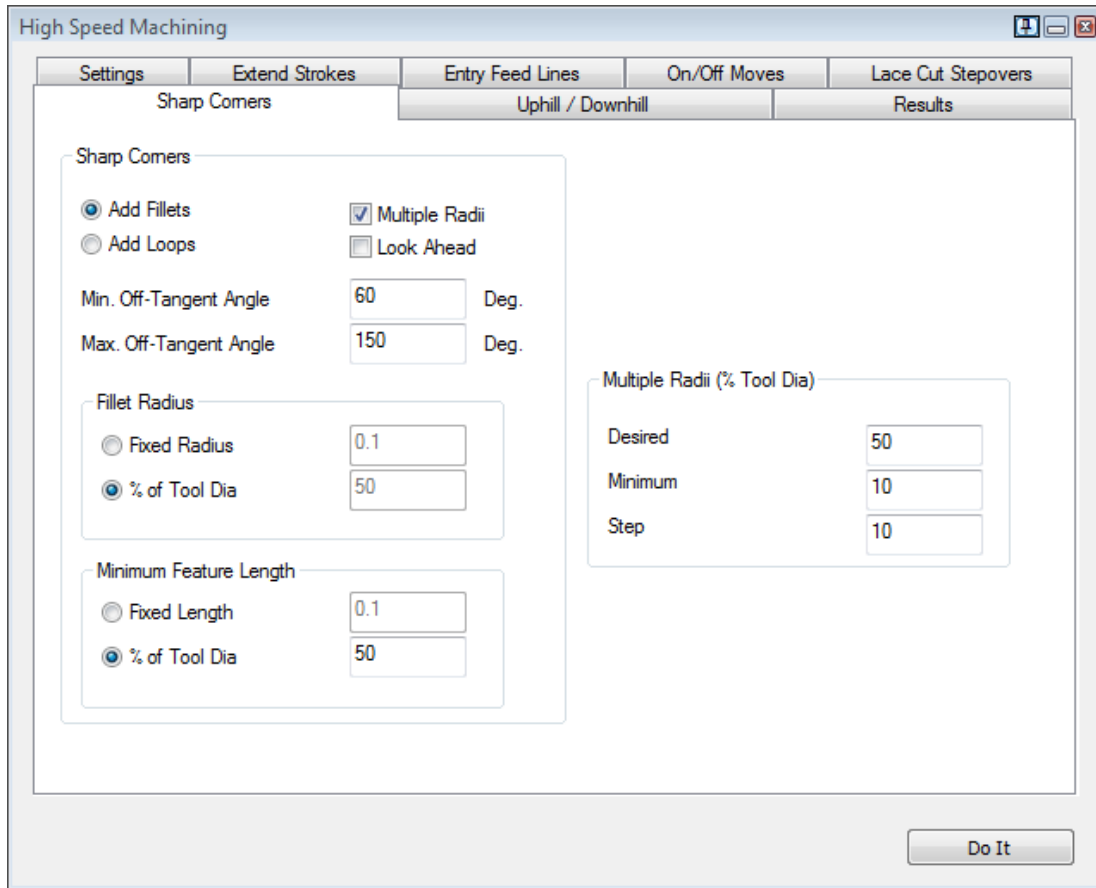 High Speed Machining
Settings Extend Strokes Entry Feed Lines On/Off Moves Lace Cut Stepovers
Sharp Corners Uphill / Downhill Results
Sharp Corners
Add Fillets Multiple Radii
Add Loops Look Ahead
Min. Off-Tangent Angle 60 Deg.
Max. Off-Tangent Angle 150 Deg.
Fillet Radius
Fixed Radius 0.1
% of Tool Dia 50
Minimum Feature Length
Fixed Length 0.1
% of Tool Dia 50
Multiple Radii (% Tool Dia)
Desired 50
Minimum 10
Step 10
Do It